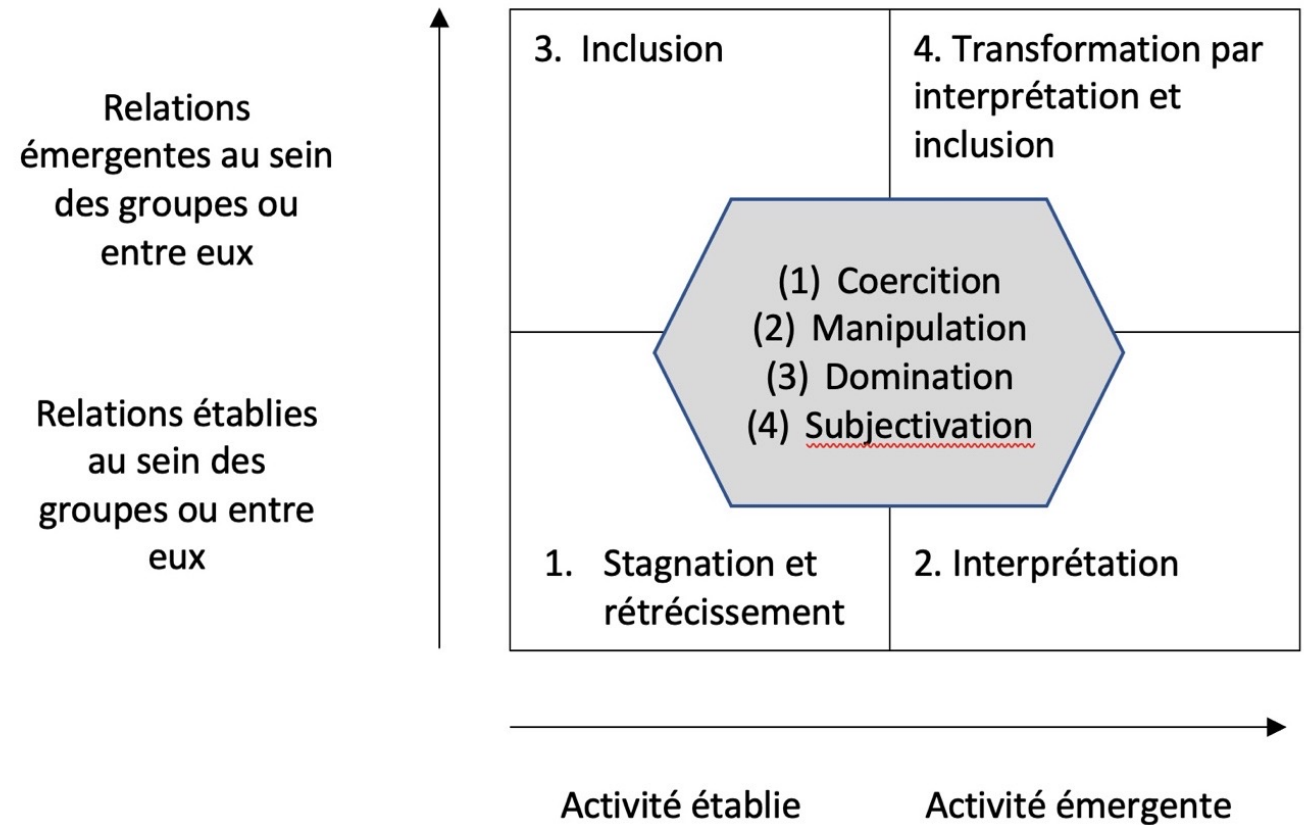 Relations
émergentes au sein
des groupes ou
entre eux
Relations établies
au sein des
groupes ou entre
eux
3. Inclusion
4. Transformation par
interprétation et
inclusion
(1) Coercition
(2) Manipulation
(3) Domination
(4) Subjectivation
1. Stagnation et
rétrécissement
2. Interprétation
Activité établie
Activité émergente